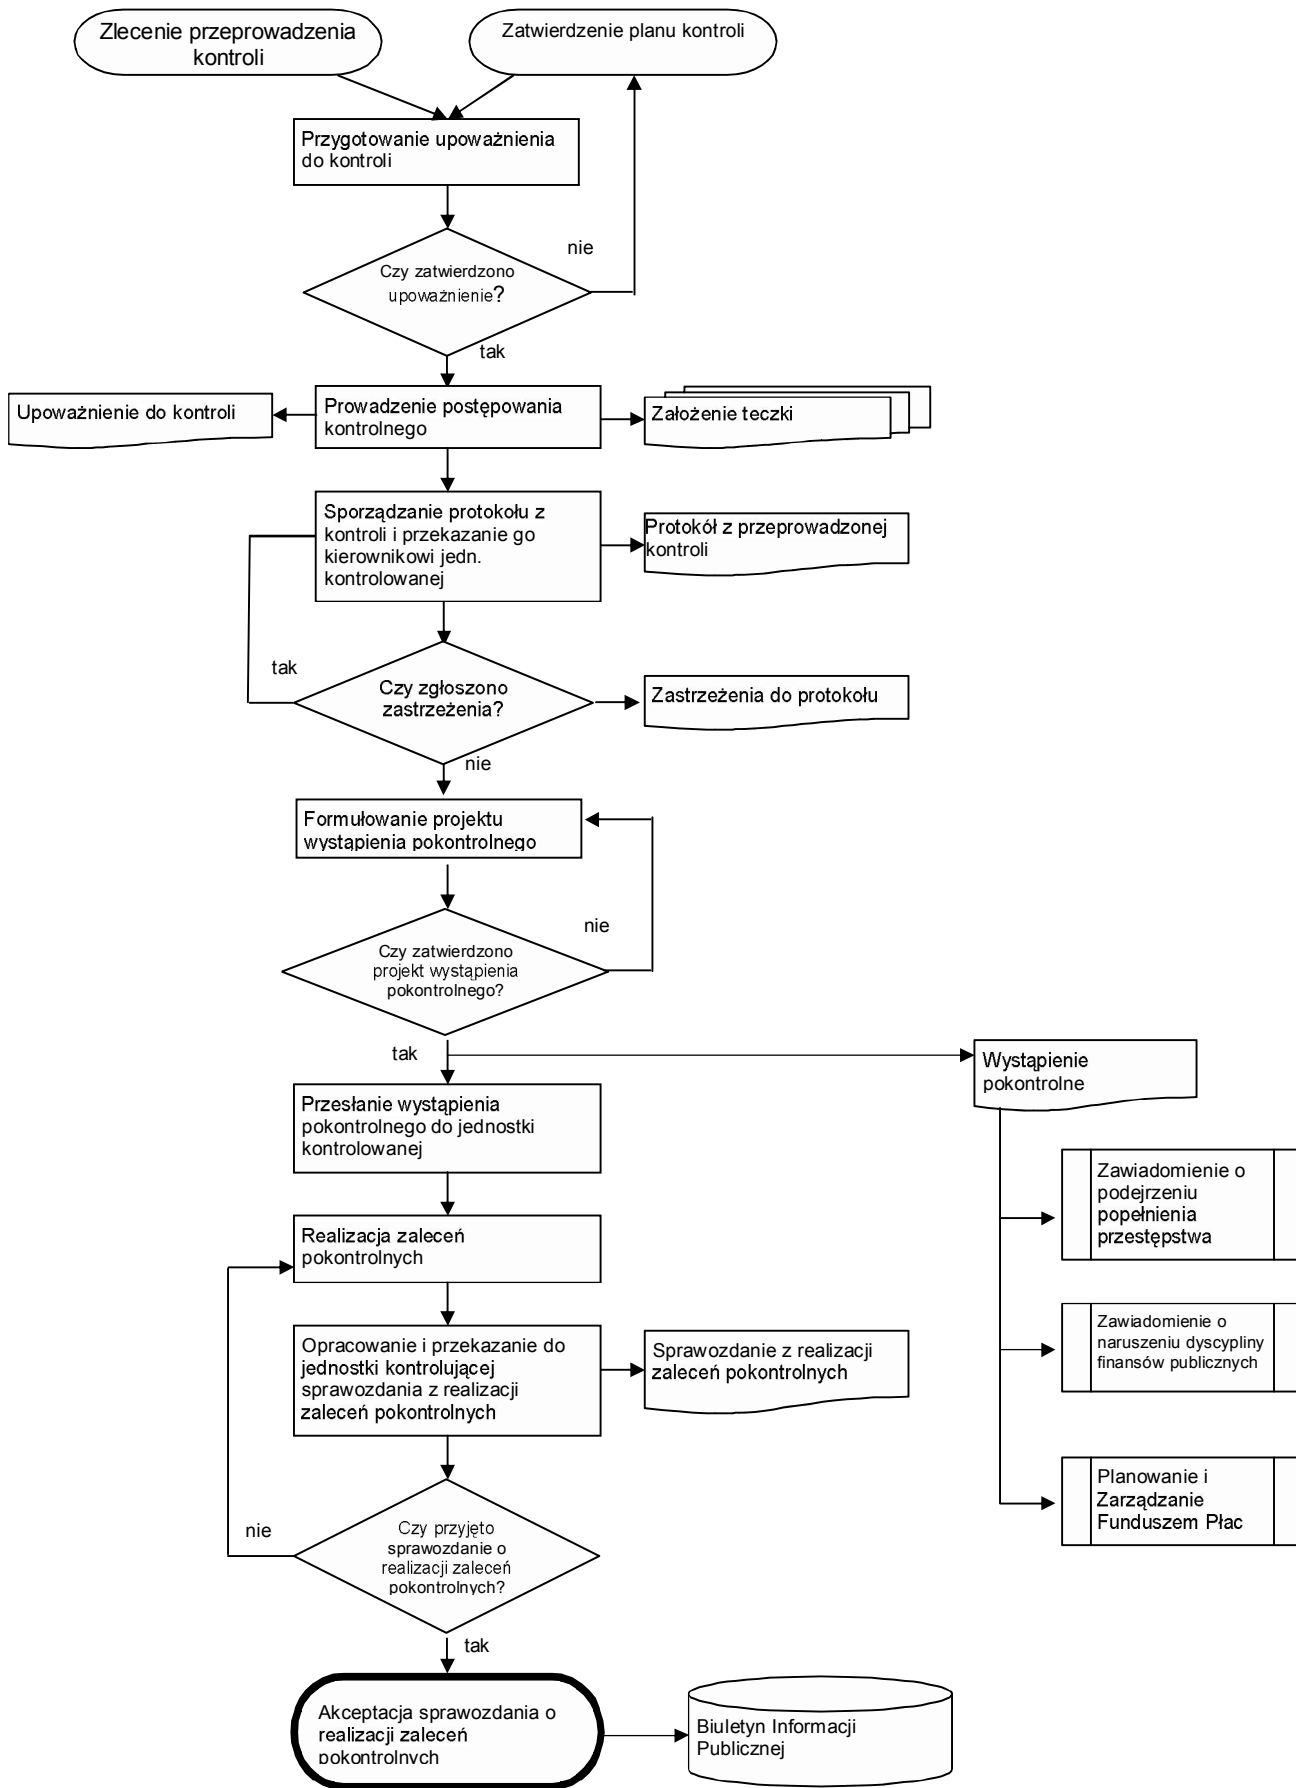 Zlecenie przeprowadzenia
kontroli
Zatwierdzenie planu kontroli
Przygotowanie upoważnienia
do kontroli
nie
Czy zatwierdzono
upoważnienie?
tak
Upoważnienie do kontroli
Prowadzenie postępowania
kontrolnego
Założenie teczki
Sporządzanie protokołu z
kontroli i przekazanie go
kierownikowi jedn.
kontrolowanej
Protokół z przeprowadzonej
kontroli
tak
Czy zgłoszono
zastrzeżenia?
Zastrzeżenia do protokołu
nie
Formułowanie projektu
wystąpienia pokontrolnego
nie
Czy zatwierdzono
projekt wystąpienia
pokontrolnego?
tak
Wystąpienie
pokontrolne
Przesłanie wystąpienia
pokontrolnego do jednostki
kontrolowanej
Zawiadomienie o
podejrzeniu
popełnienia
przestępstwa
Realizacja zaleceń
pokontrolnych
Zawiadomienie o
naruszeniu dyscypliny
finansów publicznych
Opracowanie i przekazanie do
jednostki kontrolującej
sprawozdania z realizacji
zaleceń pokontrolnych
Sprawozdanie z realizacji
zaleceń pokontrolnych
Planowanie i
Zarządzanie
Funduszem Płac
nie
Czy przyjęto
sprawozdanie o
realizacji zaleceń
pokontrolnych?
tak
Akceptacja sprawozdania o
realizacji zaleceń
pokontrolnych
Biuletyn Informacji
Publicznej